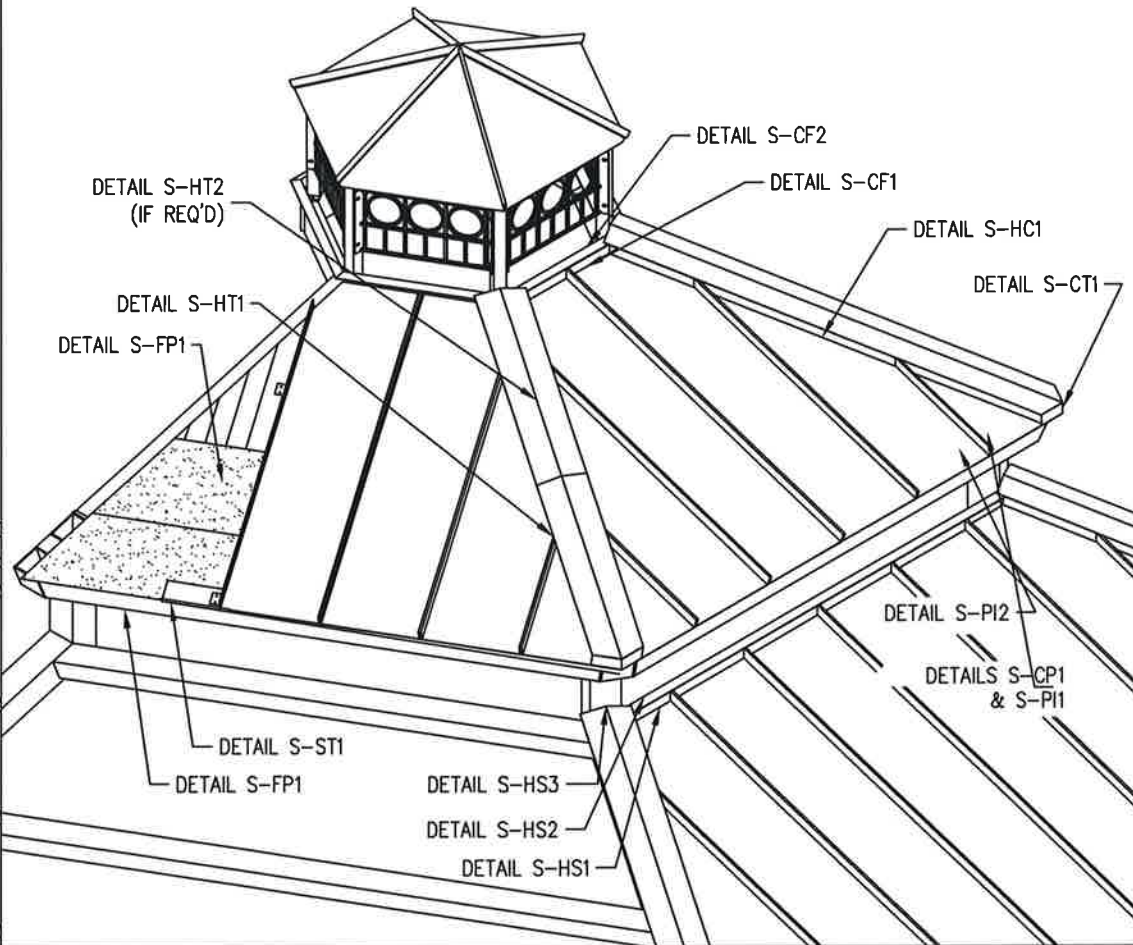 DETAIL S-CF2
DETAIL S-CF1
DETAIL S-HT2
(IF REQ'D)
DETAIL S-HC1
DETAIL S-CT1
DETAIL S-HT1
DETAIL S-FP1
DETAIL S-PI2
DETAILS S-CP1
& S-PI1
DETAIL S-ST1
DETAIL S-FP1
DETAIL S-HS3
DETAIL S-HS2
DETAIL S-HS1